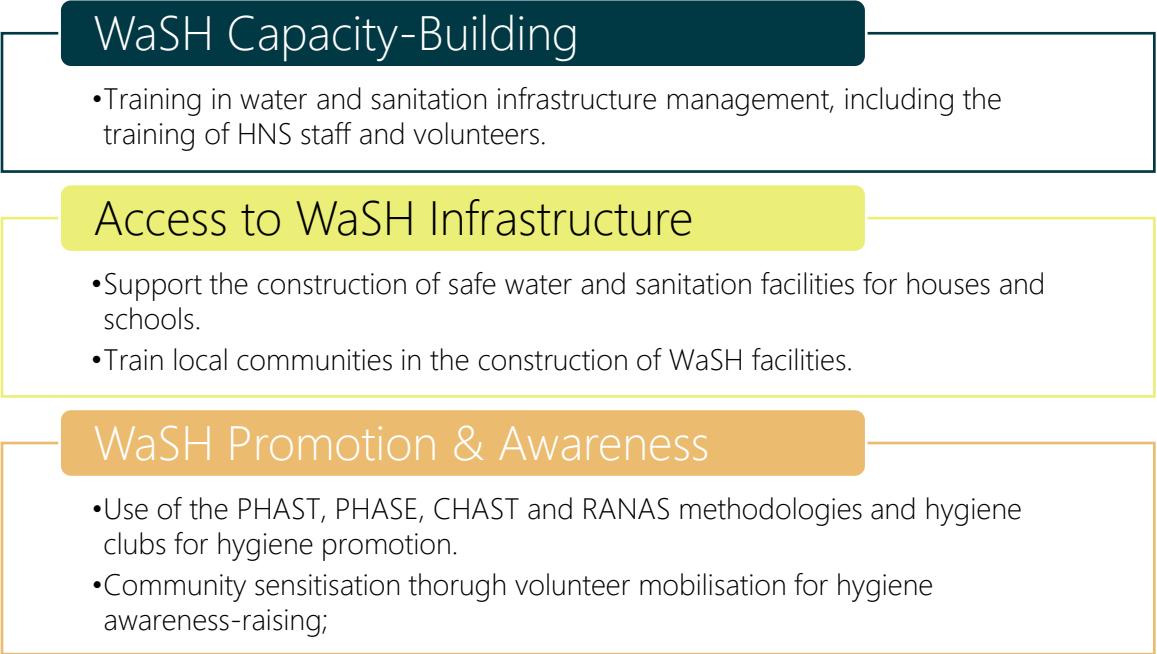 WaSH Capacity-Building
•Training in water and sanitation infrastructure management, including the
training of HNS staff and volunteers.
Access to WaSH Infrastructure
•Support the construction of safe water and sanitation facilities for houses and
schools.
•Train local communities in the construction of WaSH facilities.
WaSH Promotion & Awareness
•Use of the PHAST, PHASE, CHAST and RANAS methodologies and hygiene
clubs for hygiene promotion.
•Community sensitisation thorugh volunteer mobilisation for hygiene
awareness-raising;